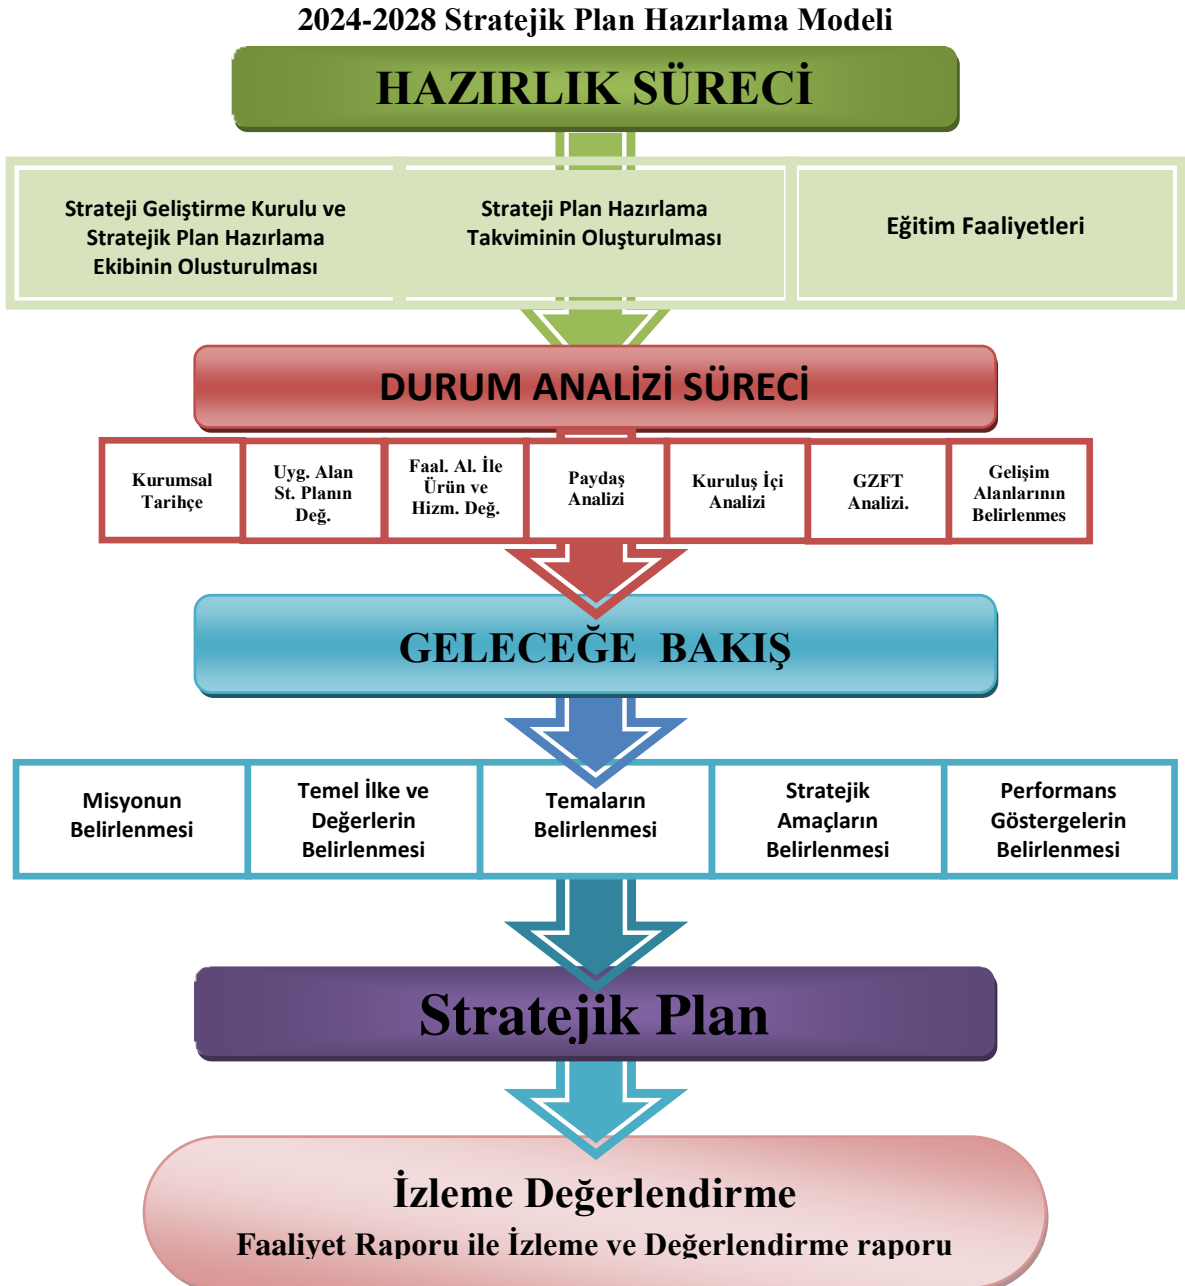 2024-2028 Stratejik Plan Hazırlama Modeli
HAZIRLIK SÜRECİ
Strateji Geliştirme Kurulu ve
Stratejik Plan Hazırlama
Ekibinin Olusturulması
Strateji Plan Hazırlama
Takviminin Oluşturulması
Eğitim Faaliyetleri
DURUM ANALİZİ SÜRECİ
Kurumsal
Tarihçe
Uyg. Alan
St. Planın
Değ.
Faal. Al. İle
Ürün ve
Hizm. Değ.
Paydaş
Analizi
Kuruluş İçi
Analizi
GZFT
Analizi.
Gelişim
Alanlarının
Belirlenmes
GELECEĞE BAKIŞ
Misyonun
Belirlenmesi
Temel İlke ve
Değerlerin
Belirlenmesi
Temaların
Belirlenmesi
Stratejik
Amaçların
Belirlenmesi
Performans
Göstergelerin
Belirlenmesi
Stratejik Plan
İzleme Değerlendirme
Faaliyet Raporu ile İzleme ve Değerlendirme raporu